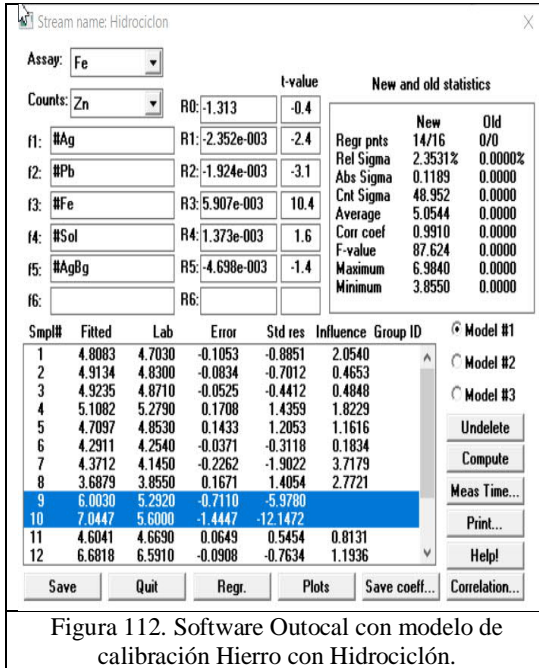 Stream name: Hidrociclon
Assay: Fe
Counts: Zn
t-value
R0: -1.313 -0.4
f1: #Ag R1: -2.352e-003 -2.4
f2: #Pb R2: -1.924e-003 -3.1
f3: #Fe R3: 5.907e-003 10.4
f4: #Sol R4: 1.373e-003 1.6
f5: #AgBg R5: -4.698e-003 -1.4
f6: R6:
New and old statistics
New Old
Regr pnts 14/16 0/0
Rel Sigma 2.3531% 0.0000%
Abs Sigma 0.1189 0.0000
Cnt Sigma 48.952 0.0000
Average 5.0544 0.0000
Corr coef 0.9910 0.0000
F-value 87.624 0.0000
Maximum 6.9840 0.0000
Minimum 3.8550 0.0000
Smpl# Fitted Lab Error Std res Influence Group ID
1 4.8083 4.7030 -0.1053 -0.8851 2.0540
2 4.9134 4.8300 -0.0834 -0.7012 0.4653
3 4.9235 4.8710 -0.0525 -0.4412 0.4848
4 5.1082 5.2790 0.1708 1.4359 1.8229
5 4.7097 4.8530 0.1433 1.2053 1.1616
6 4.2911 4.2540 -0.0371 -0.3118 0.1834
7 4.3712 4.1450 -0.2262 -1.9022 3.7179
8 3.6879 3.8550 0.1671 1.4054 2.7721
9 6.0030 5.2920 -0.7110 -5.9780
10 7.0447 5.6000 -1.4447 -12.1472
11 4.6041 4.6690 0.0649 0.5454 0.8131
12 6.6818 6.5910 -0.0908 -0.7634 1.1936
Model #1
Model #2
Model #3
Undelete
Compute
Meas Time...
Print...
Help!
Save Quit Regr. Plots Save coeff... Correlation...
Figura 112. Software Outocal con modelo de
calibración Hierro con Hidrociclón.